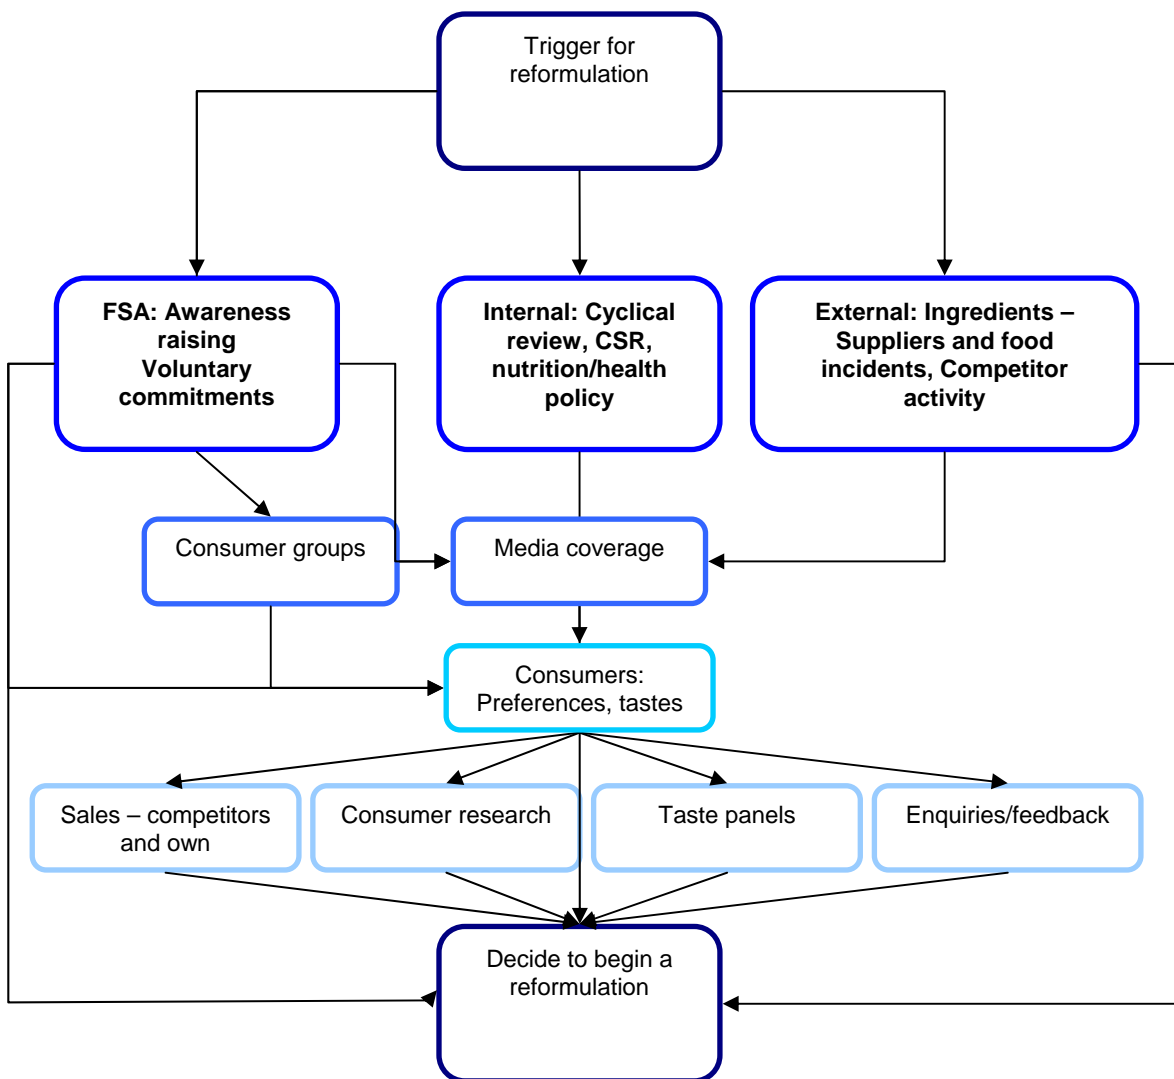 Trigger for
reformulation
FSA: Awareness
raising
Voluntary
commitments
Internal: Cyclical
review, CSR,
nutrition/health
policy
External: Ingredients –
Suppliers and food
incidents, Competitor
activity
Consumer groups
Media coverage
Consumers:
Preferences, tastes
Sales – competitors
and own
Consumer research
Taste panels
Enquiries/feedback
Decide to begin a
reformulation